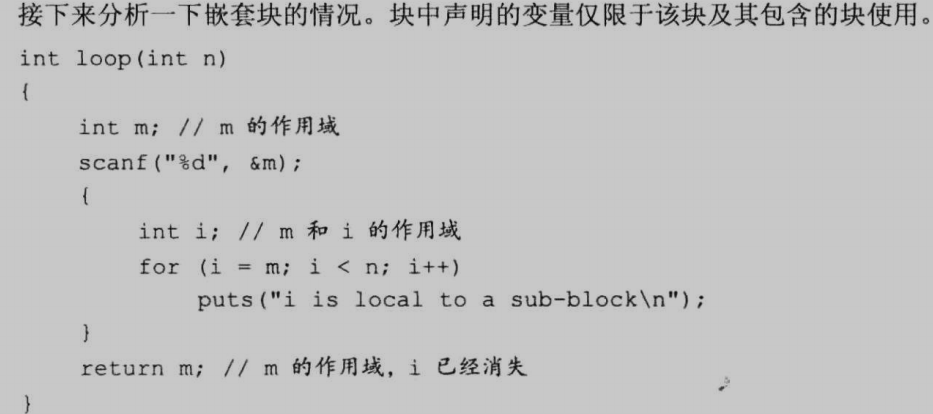 接下来分析一下嵌套块的情况。块中声明的变量仅限于该块及其包含的块使用。
int loop(int n)
{
    int m; // m 的作用域
    scanf("%d", &m);
    {
        int i; // m 和 i 的作用域
        for (i = m; i < n; i++)
            puts("i is local to a sub-block\n");
    }
    return m; // m 的作用域，i 已经消失
}